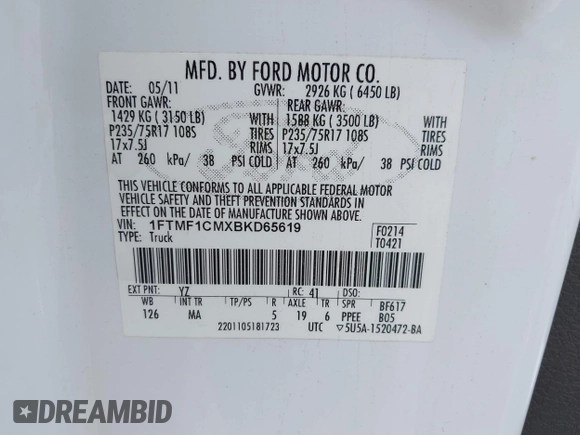 MFD. BY FORD MOTOR CO.
DATE: 05/11 GVWR: 2926 KG ( 6450 LB)
FRONT GAWR: REAR GAWR:
1429 KG ( 3150 LB) WITH 1588 KG ( 3500 LB) WITH
P235/75R17 108S TIRES P235/75R17 108S TIRES
17x7.5J RIMS 17x7.5J RIMS
AT 260 kPa/ 38 PSI COLD AT 260 kPa/ 38 PSI COLD
THIS VEHICLE CONFORMS TO ALL APPLICABLE FEDERAL MOTOR
VEHICLE SAFETY AND THEFT PREVENTION STANDARDS IN
EFFECT ON THE DATE OF MANUFACTURE SHOWN ABOVE.
VIN: 1FTMF1CMXBKD65619 F0214
TYPE: Truck T0421
EXT PNT: YZ RC: 41 DSO:
WB INT TR TP/PS R AXLE TR SPR BF617
126 MA 5 19 6 PPEE B05
2201105181723 UTC ▽5U5A-1520472-BA
Ford
DREAMBID